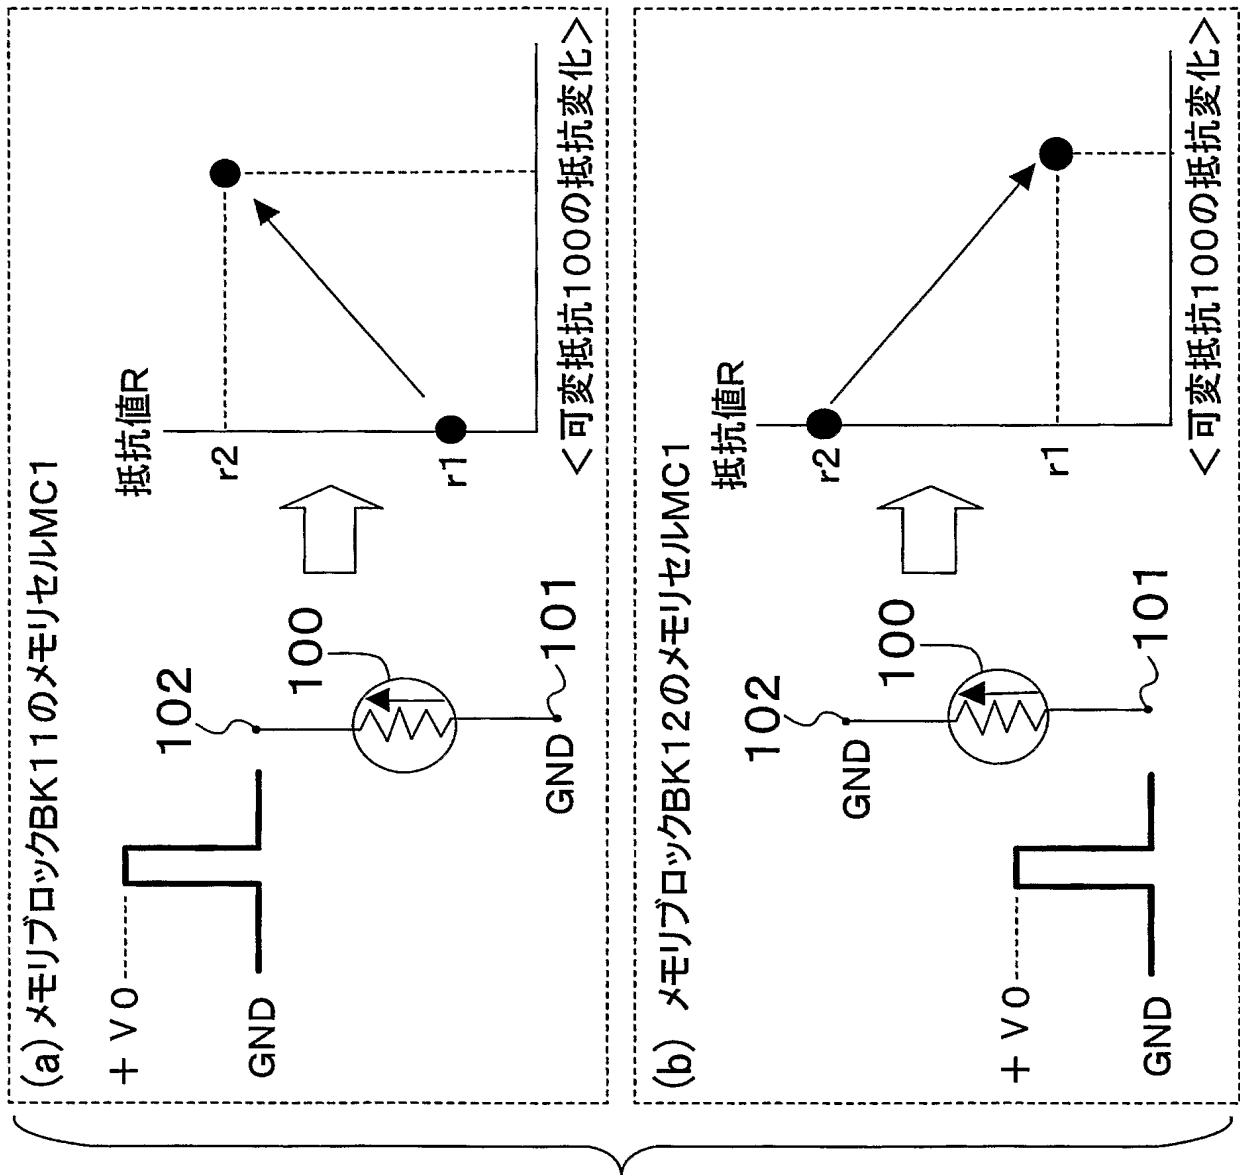 (a) メモリブロックBK11のメモリセルMC1
+V0
GND
102
100
101
GND
抵抗値R
r2
r1
<可変抵抗100の抵抗変化>
(b) メモリブロックBK12のメモリセルMC1
+V0
GND
102
GND
100
101
抵抗値R
r2
r1
<可変抵抗100の抵抗変化>